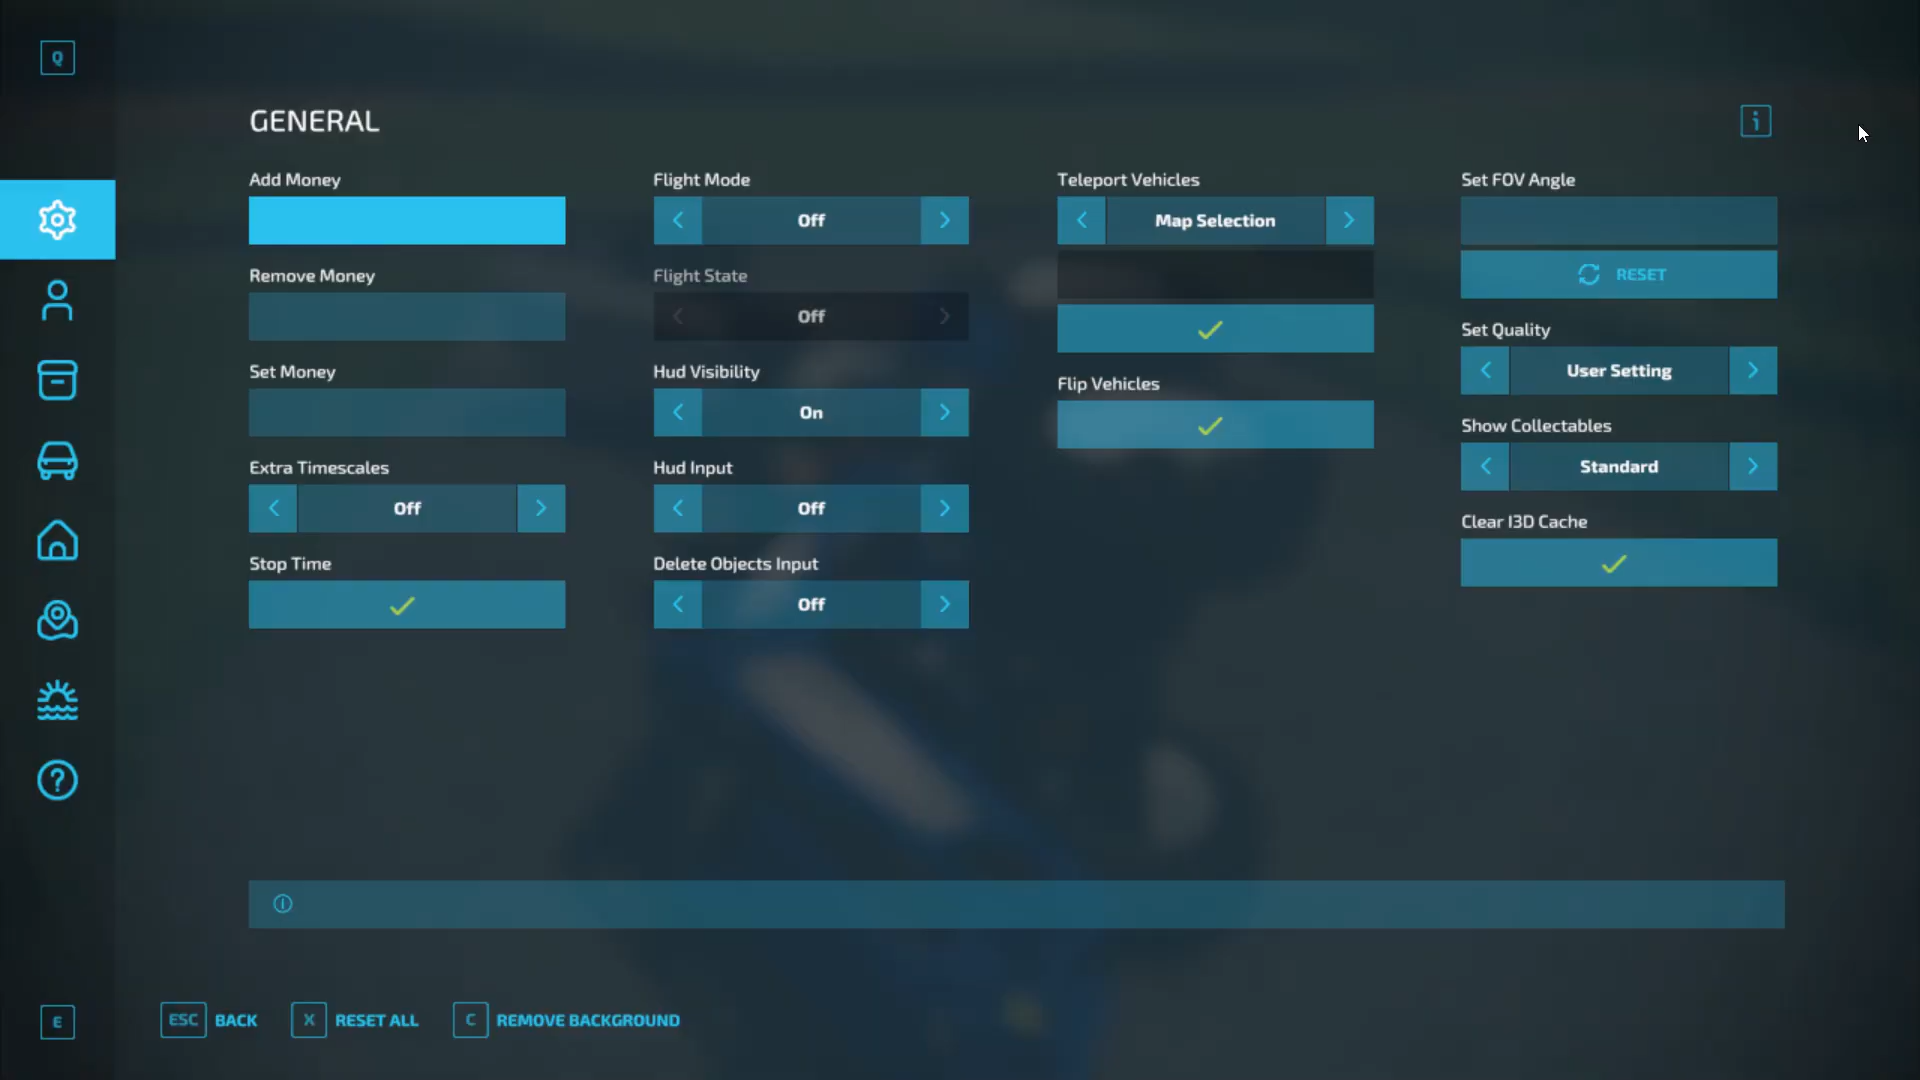 Q
GENERAL
i
Add Money
Remove Money
Set Money
Extra Timescales
Off
Stop Time
Flight Mode
Off
Flight State
Off
Hud Visibility
On
Hud Input
Off
Delete Objects Input
Off
Teleport Vehicles
Map Selection
Flip Vehicles
Set FOV Angle
RESET
Set Quality
User Setting
Show Collectables
Standard
Clear I3D Cache
E
ESC BACK X RESET ALL C REMOVE BACKGROUND